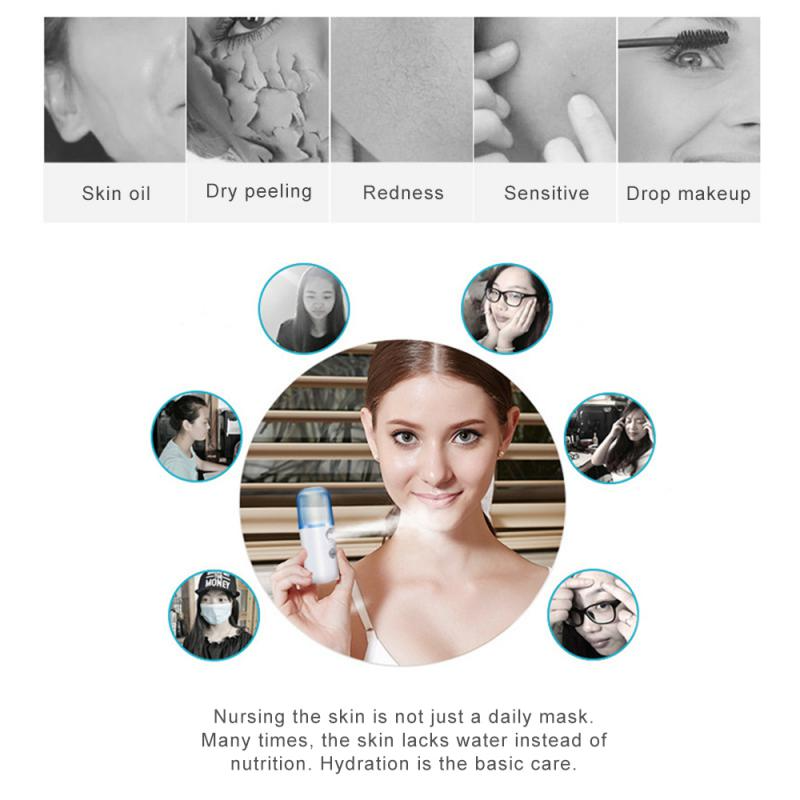 Skin oil
Dry peeling
Redness
Sensitive
Drop makeup
MONEY
Nursing the skin is not just a daily mask.
Many times, the skin lacks water instead of
nutrition. Hydration is the basic care.